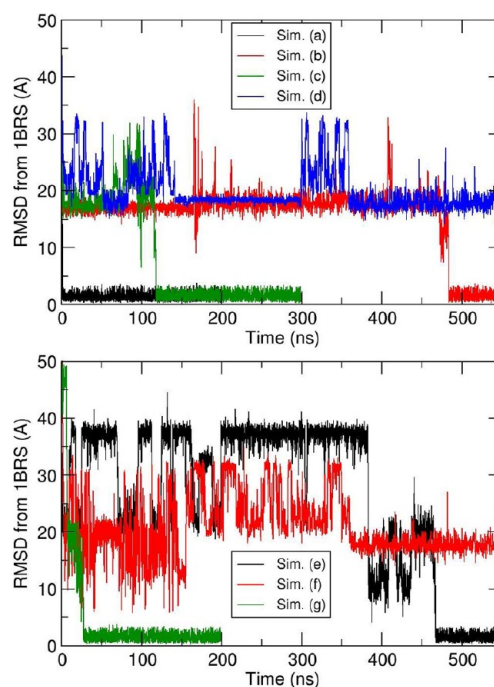 Sim. (a)
Sim. (b)
Sim. (c)
Sim. (d)
RMSD from 1BRS (A)
50
40
30
20
10
0
0 100 200 300 400 500
Time (ns)
Sim. (e)
Sim. (f)
Sim. (g)
RMSD from 1BRS (A)
50
40
30
20
10
0
0 100 200 300 400 500
Time (ns)